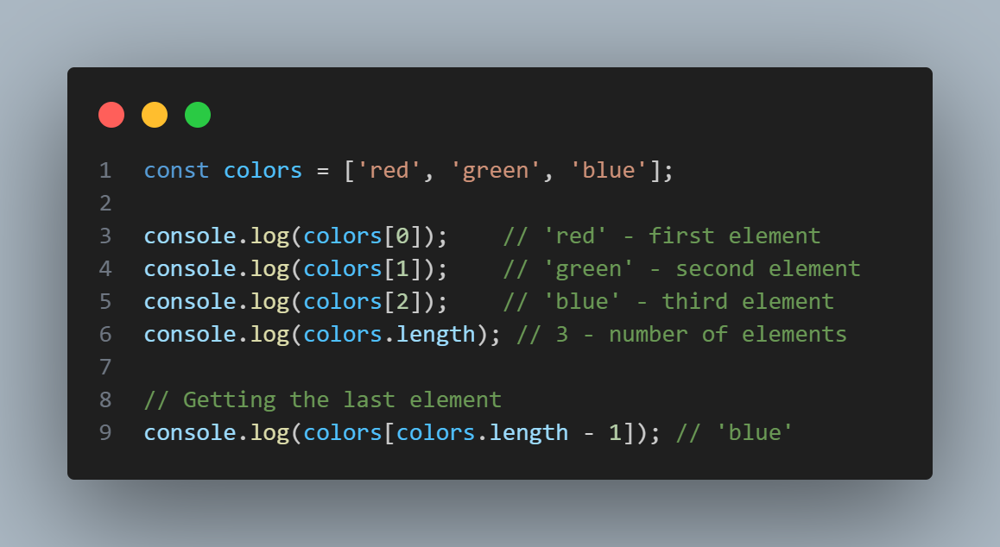 1 const colors = ['red', 'green', 'blue'];
2
3 console.log(colors[0]);    // 'red' - first element
4 console.log(colors[1]);    // 'green' - second element
5 console.log(colors[2]);    // 'blue' - third element
6 console.log(colors.length); // 3 - number of elements
7
8 // Getting the last element
9 console.log(colors[colors.length - 1]); // 'blue'